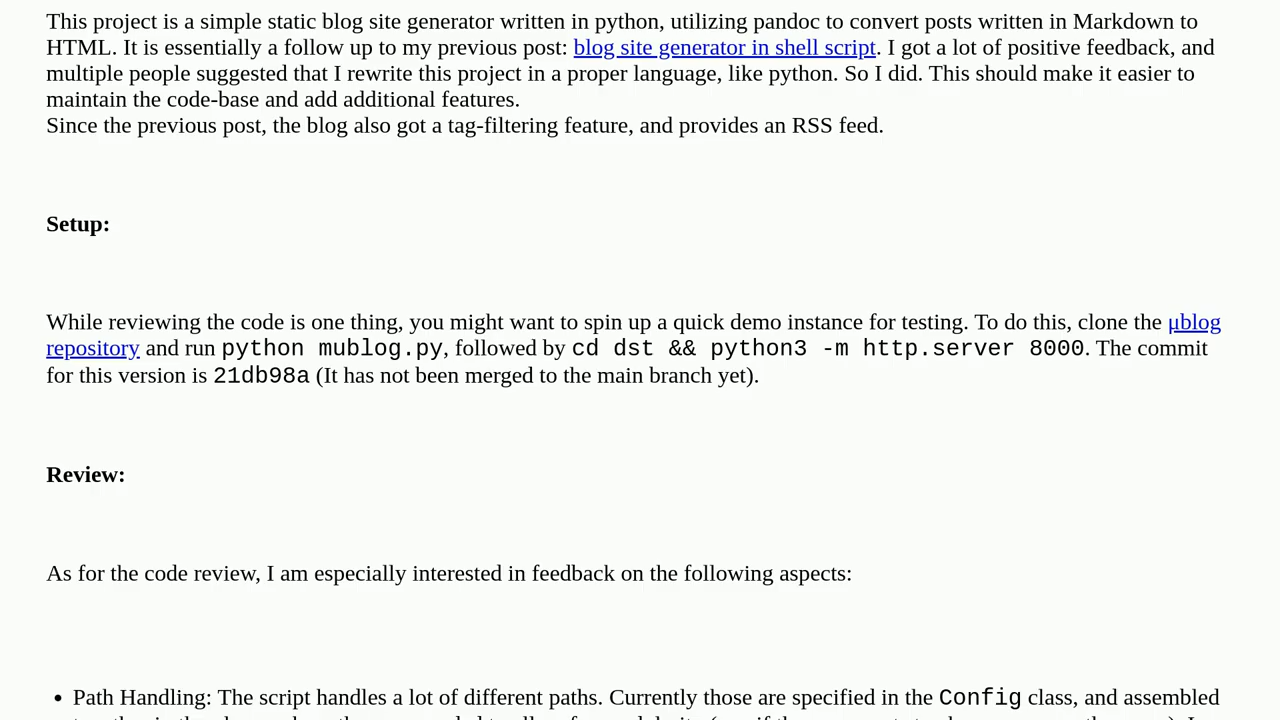 This project is a simple static blog site generator written in python, utilizing pandoc to convert posts written in Markdown to
HTML. It is essentially a follow up to my previous post: blog site generator in shell script. I got a lot of positive feedback, and
multiple people suggested that I rewrite this project in a proper language, like python. So I did. This should make it easier to
maintain the code-base and add additional features.
Since the previous post, the blog also got a tag-filtering feature, and provides an RSS feed.
Setup:
While reviewing the code is one thing, you might want to spin up a quick demo instance for testing. To do this, clone the μblog
repository and run python mublog.py, followed by cd dst && python3 -m http.server 8000. The commit
for this version is 21db98a (It has not been merged to the main branch yet).
Review:
As for the code review, I am especially interested in feedback on the following aspects:
• Path Handling: The script handles a lot of different paths. Currently those are specified in the Config class, and assembled